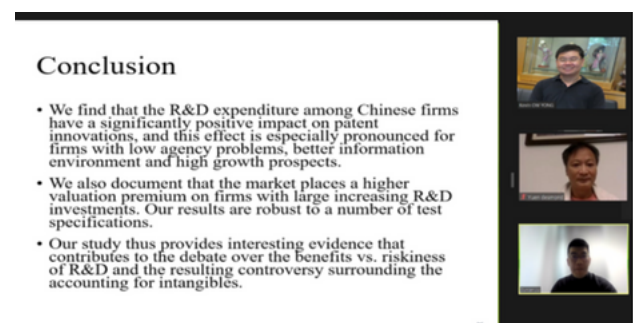 Conclusion
• We find that the R&D expenditure among Chinese firms
have a significantly positive impact on patent
innovations, and this effect is especially pronounced for
firms with low agency problems, better information
environment and high growth prospects.
• We also document that the market places a higher
valuation premium on firms with large increasing R&D
investments. Our results are robust to a number of test
specifications.
• Our study thus provides interesting evidence that
contributes to the debate over the benefits vs. riskiness
of R&D and the resulting controversy surrounding the
accounting for intangibles.